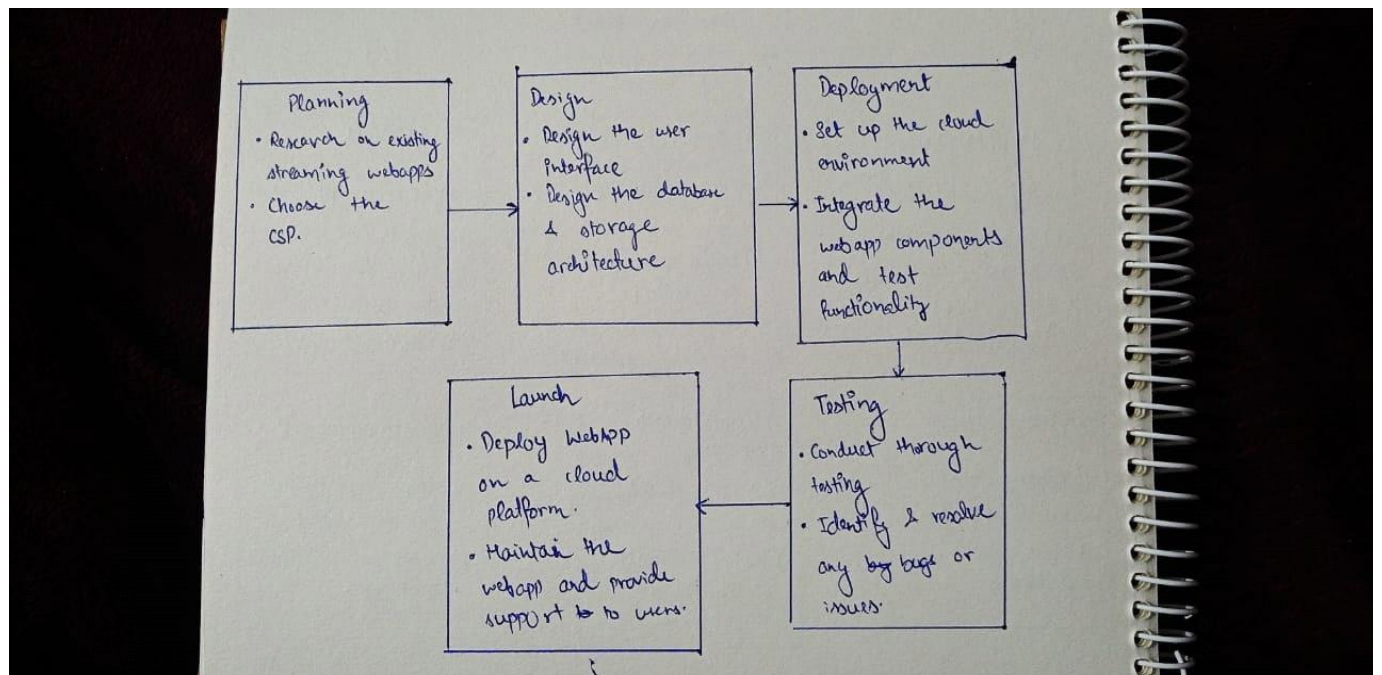 Planning
• Research on existing
streaming webapps
• Choose the
CSP.
Design
• Design the user
interface
• Design the database
& storage
architecture
Deployment
• Set up the cloud
environment
• Integrate the
webapp components
and test
functionality
Testing
• Conduct thorough
testing
• Identify & resolve
any bugs or
issues.
Launch
• Deploy WebApp
on a cloud
platform.
• Maintain the
webapp and provide
support to users.